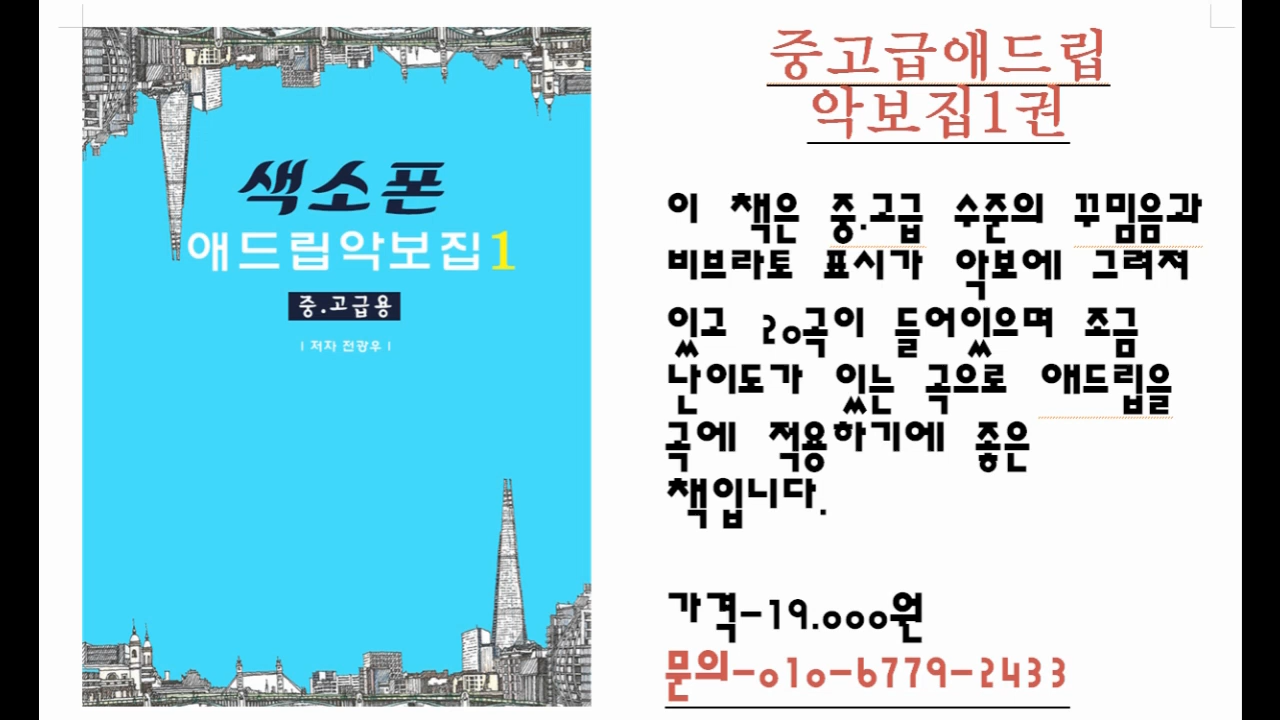 색소폰
애드립악보집1
중.고급용
| 저자 전광우 |
중고급애드립
악보집1권
이 책은 중.고급 수준의 꾸밈음과
비브라토 표시가 악보에 그려져
있고 20곡이 들어있으며 조금
난이도가 있는 곡으로 애드립을
곡에 적용하기에 좋은
책입니다.
가격-19.000원
문의-010-6779-2433